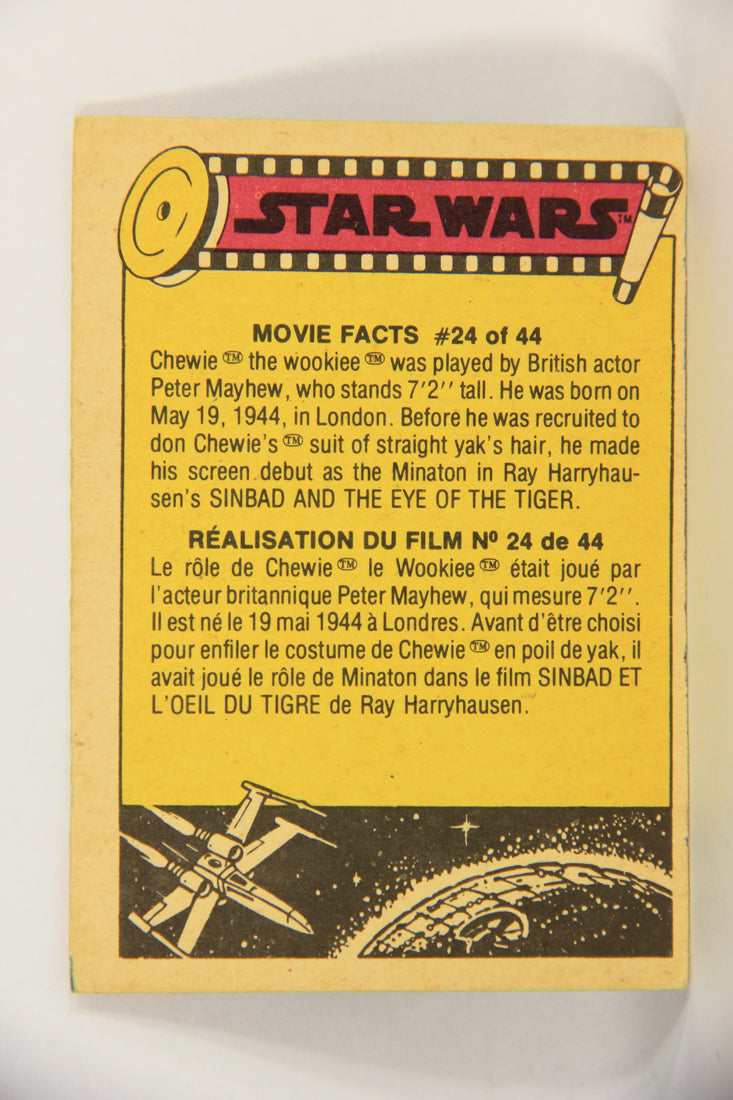 STAR WARS™
MOVIE FACTS #24 of 44
Chewie™ the wookiee™ was played by British actor
Peter Mayhew, who stands 7'2'' tall. He was born on
May 19, 1944, in London. Before he was recruited to
don Chewie's™ suit of straight yak's hair, he made
his screen debut as the Minaton in Ray Harryhau-
sen's SINBAD AND THE EYE OF THE TIGER.
RÉALISATION DU FILM Nº 24 de 44
Le rôle de Chewie™ le Wookiee™ était joué par
l'acteur britannique Peter Mayhew, qui mesure 7'2''.
Il est né le 19 mai 1944 à Londres. Avant d'être choisi
pour enfiler le costume de Chewie™ en poil de yak, il
avait joué le rôle de Minaton dans le film SINBAD ET
L'OEIL DU TIGRE de Ray Harryhausen.